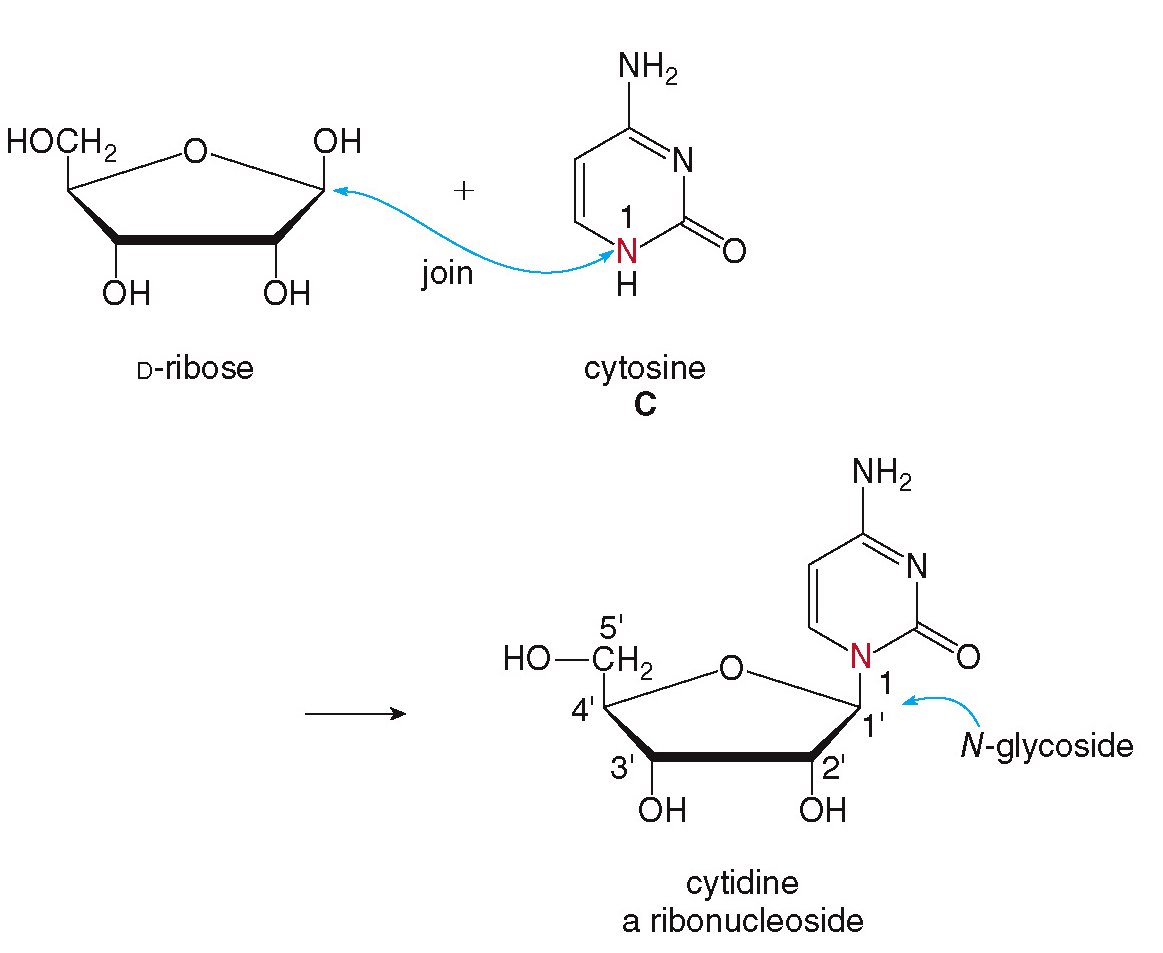 NH₂
HOCH₂
O
OH
N
+
1
N
H
O
join
OH
OH
D-ribose
cytosine
C
NH₂
N
5'
HO—CH₂
O
N
O
1
4'
1'
N-glycoside
3'
2'
OH
OH
cytidine
a ribonucleoside